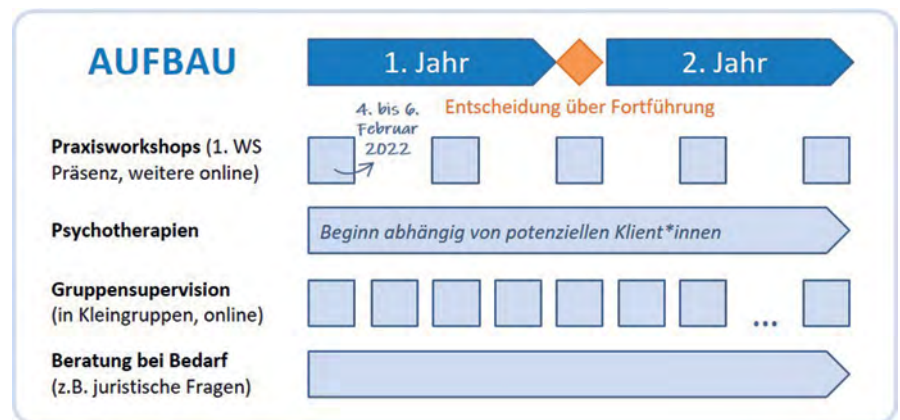 AUFBAU
1. Jahr
2. Jahr
Entscheidung über Fortführung
4. bis 6.
Februar
2022
Praxisworkshops (1. WS
Präsenz, weitere online)
Psychotherapien
Beginn abhängig von potenziellen Klient*innen
Gruppensupervision
(in Kleingruppen, online)
...
Beratung bei Bedarf
(z.B. juristische Fragen)